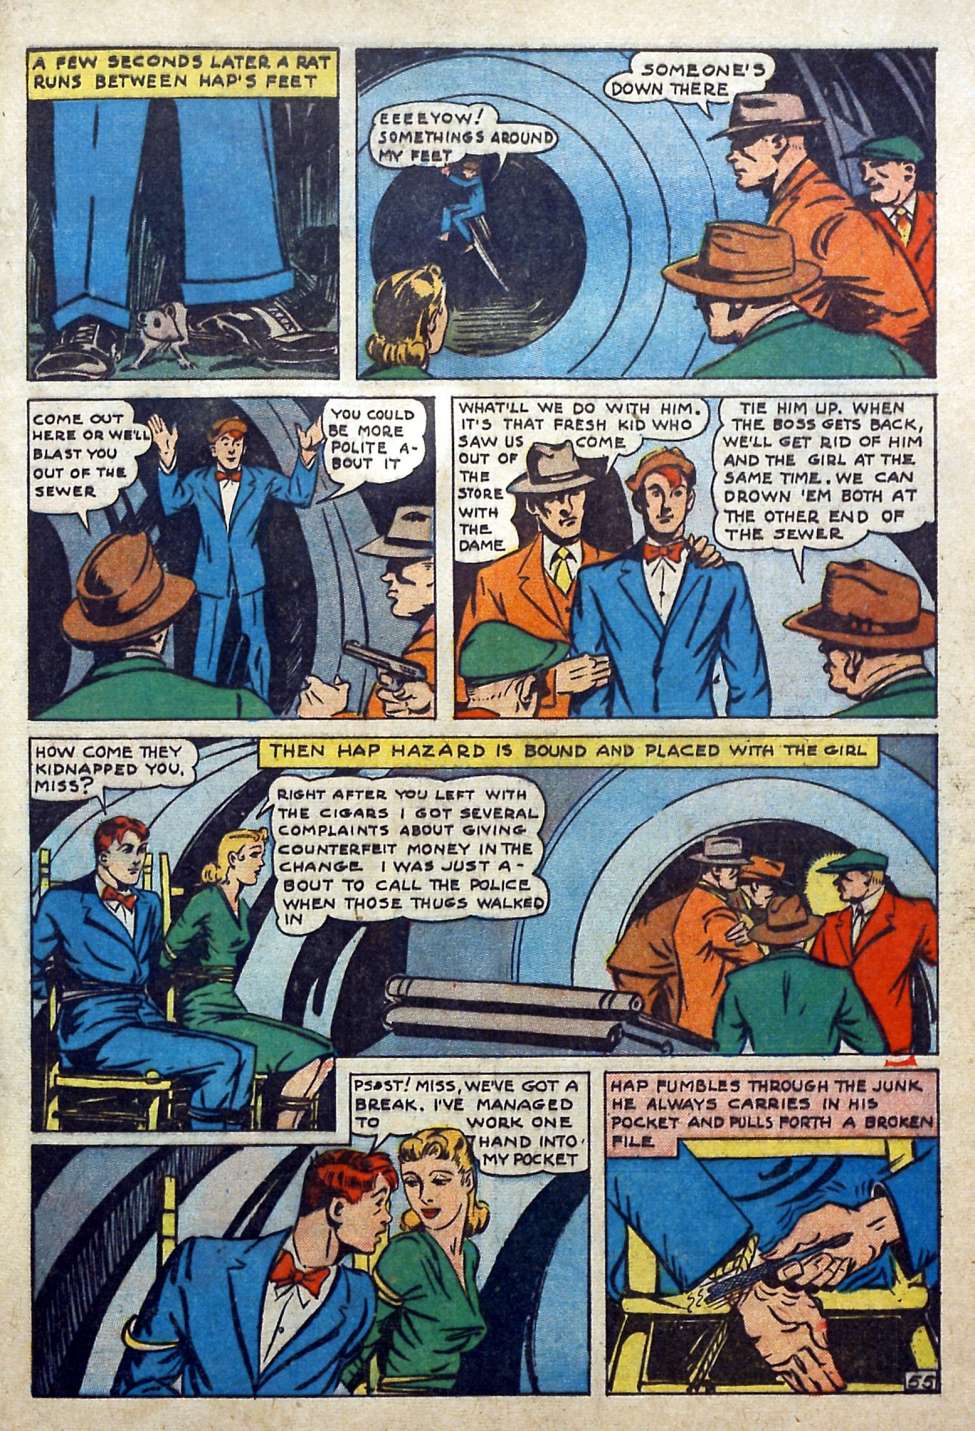 A FEW SECONDS LATER A RAT
RUNS BETWEEN HAP'S FEET
EEEEYOW!
SOMETHINGS AROUND
MY FEET
SOMEONE'S
DOWN THERE
COME OUT
HERE OR WE'LL
BLAST YOU
OUT OF THE
SEWER
YOU COULD
BE MORE
POLITE A-
BOUT IT
WHAT'LL WE DO WITH HIM.
IT'S THAT FRESH KID WHO
SAW US COME
OUT OF
THE
STORE
WITH
THE
DAME
TIE HIM UP. WHEN
THE BOSS GETS BACK,
WE'LL GET RID OF HIM
AND THE GIRL AT THE
SAME TIME. WE CAN
DROWN 'EM BOTH AT
THE OTHER END OF
THE SEWER
HOW COME THEY
KIDNAPPED YOU,
MISS?
THEN HAP HAZARD IS BOUND AND PLACED WITH THE GIRL
RIGHT AFTER YOU LEFT WITH
THE CIGARS I GOT SEVERAL
COMPLAINTS ABOUT GIVING
COUNTERFEIT MONEY IN THE
CHANGE. I WAS JUST A-
BOUT TO CALL THE POLICE
WHEN THOSE THUGS WALKED
IN
PSSST! MISS, WE'VE GOT A
BREAK. I'VE MANAGED
TO WORK ONE
HAND INTO
MY POCKET
HAP FUMBLES THROUGH THE JUNK
HE ALWAYS CARRIES IN HIS
POCKET AND PULLS FORTH A BROKEN
FILE
55